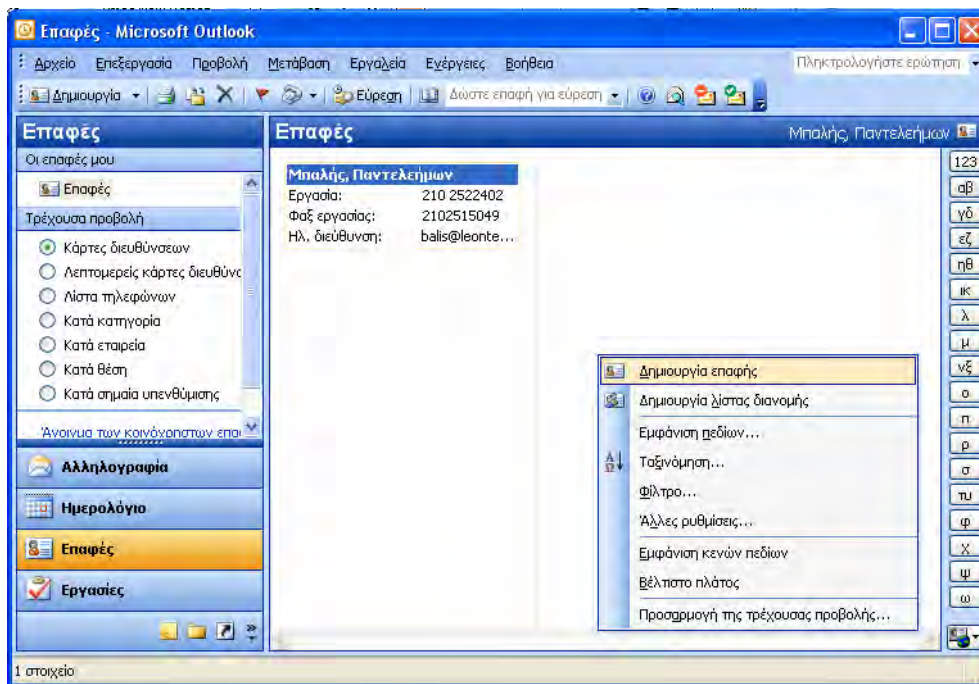 Επαφές - Microsoft Outlook
Αρχείο Επεξεργασία Προβολή Μετάβαση Εργαλεία Ενέργειες Βοήθεια Πληκτρολογήστε ερώτηση
Δημιουργία Εύρεση Δώστε επαφή για εύρεση
Επαφές
Οι επαφές μου
Επαφές
Τρέχουσα προβολή
Κάρτες διευθύνσεων
Λεπτομερείς κάρτες διευθύνσ
Λίστα τηλεφώνων
Κατά κατηγορία
Κατά εταιρεία
Κατά θέση
Κατά σημαία υπενθύμισης
Άνοιγμα των κοινόχρηστων επα
Αλληλογραφία
Ημερολόγιο
Επαφές
Εργασίες
Επαφές Μπαλής, Παντελεήμων
Μπαλής, Παντελεήμων
Εργασία: 210 2522402
Φαξ εργασίας: 2102515049
Ηλ. διεύθυνση: balis@leonte...
Δημιουργία επαφής
Δημιουργία λίστας διανομής
Εμφάνιση πεδίων...
Ταξινόμηση...
Φίλτρο...
Άλλες ρυθμίσεις...
Εμφάνιση κενών πεδίων
Βέλτιστο πλάτος
Προσαρμογή της τρέχουσας προβολής...
123
αβ
γδ
εζ
ηθ
ικ
λ
μ
νξ
ο
π
ρ
σ
τυ
φ
χ
ψ
ω
1 στοιχείο